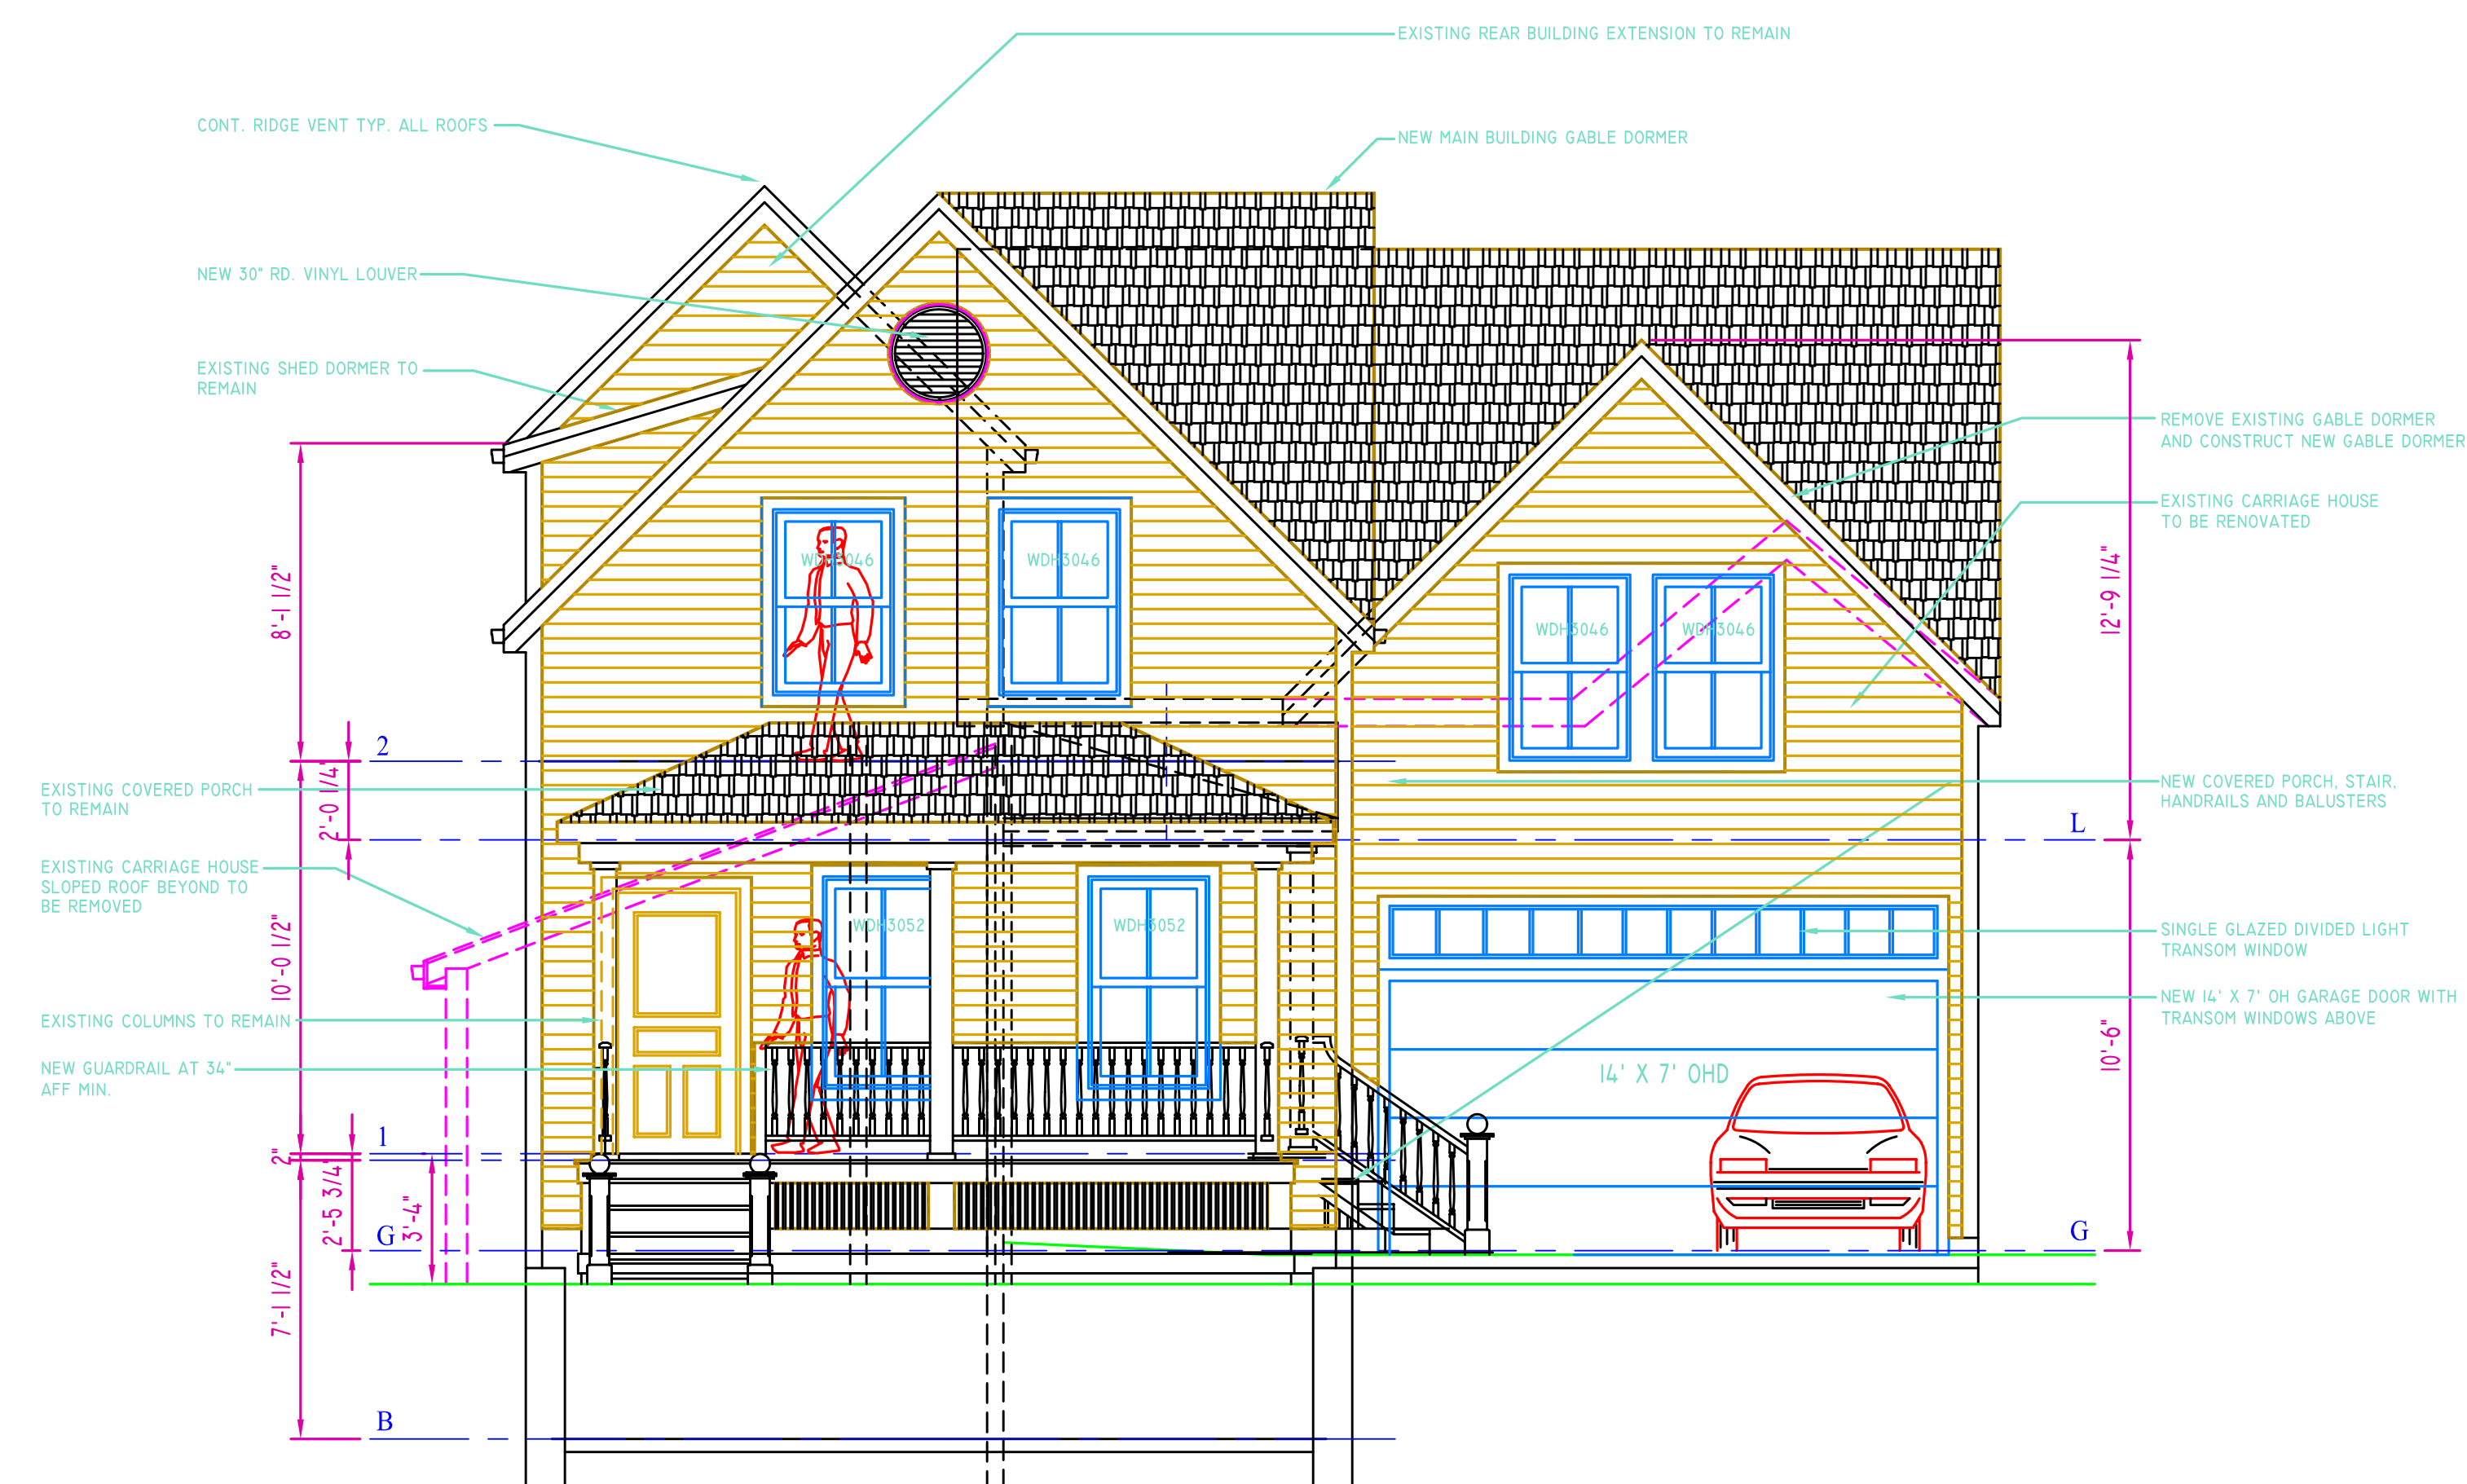 EXISTING REAR BUILDING EXTENSION TO REMAIN
CONT. RIDGE VENT TYP. ALL ROOFS
NEW MAIN BUILDING GABLE DORMER
NEW 30" RD. VINYL LOUVER
EXISTING SHED DORMER TO
REMAIN
REMOVE EXISTING GABLE DORMER
AND CONSTRUCT NEW GABLE DORMER
EXISTING CARRIAGE HOUSE
TO BE RENOVATED
WDH3046
WDH3046
WDH3046
WDH3046
8'-1 1/2"
12'-9 1/4"
2
2'-0 1/4"
EXISTING COVERED PORCH
TO REMAIN
NEW COVERED PORCH, STAIR,
HANDRAILS AND BALUSTERS
L
EXISTING CARRIAGE HOUSE
SLOPED ROOF BEYOND TO
BE REMOVED
WDH3052
WDH3052
SINGLE GLAZED DIVIDED LIGHT
TRANSOM WINDOW
10'-0 1/2"
NEW 14' X 7' OH GARAGE DOOR WITH
TRANSOM WINDOWS ABOVE
EXISTING COLUMNS TO REMAIN
10'-6"
NEW GUARDRAIL AT 34"
AFF MIN.
14' X 7' OHD
1
2"
2'-5 3/4"
3'-4"
G
G
7'-1 1/2"
B